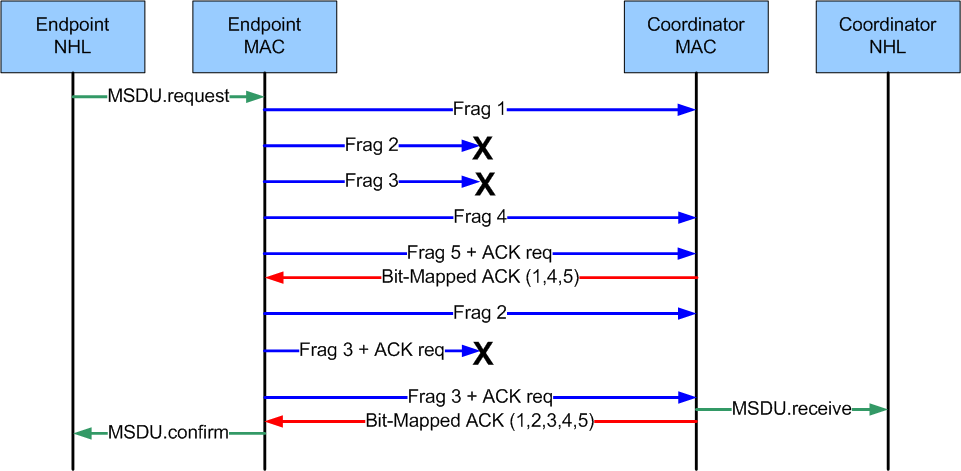 Endpoint
NHL
Endpoint
MAC
Coordinator
MAC
Coordinator
NHL
MSDU.request
Frag 1
Frag 2
X
Frag 3
X
Frag 4
Frag 5 + ACK req
Bit-Mapped ACK (1,4,5)
Frag 2
Frag 3 + ACK req
X
Frag 3 + ACK req
MSDU.receive
Bit-Mapped ACK (1,2,3,4,5)
MSDU.confirm